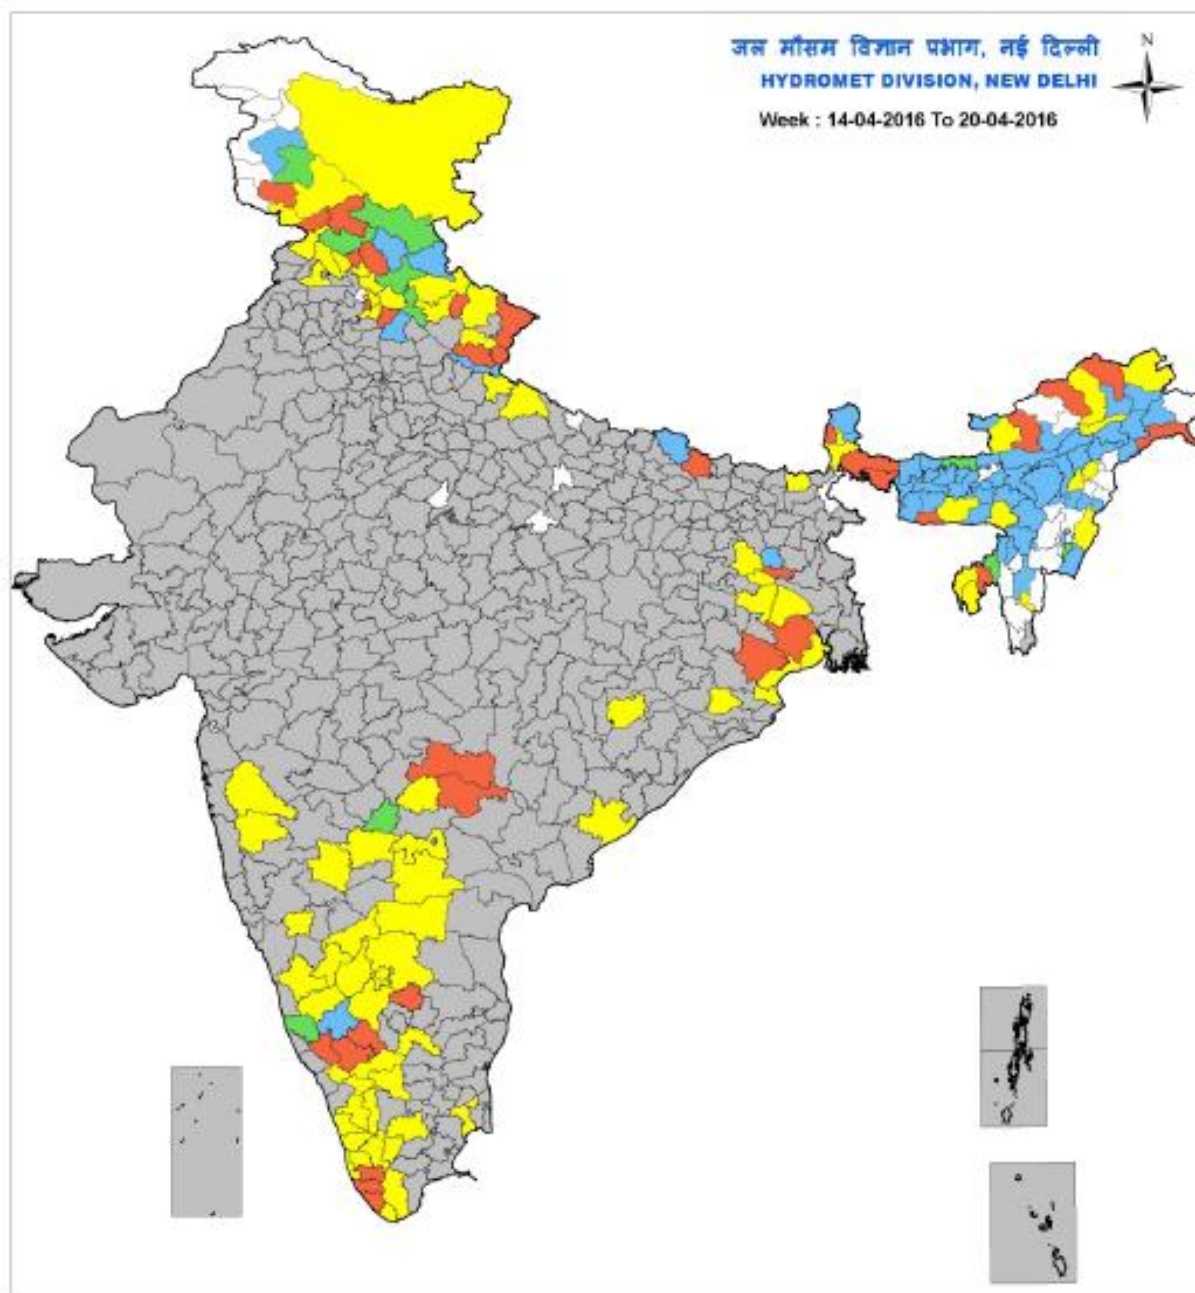 जल मौसम विज्ञान प्रभाग, नई दिल्ली
N
HYDROMET DIVISION, NEW DELHI
Week : 14-04-2016 To 20-04-2016